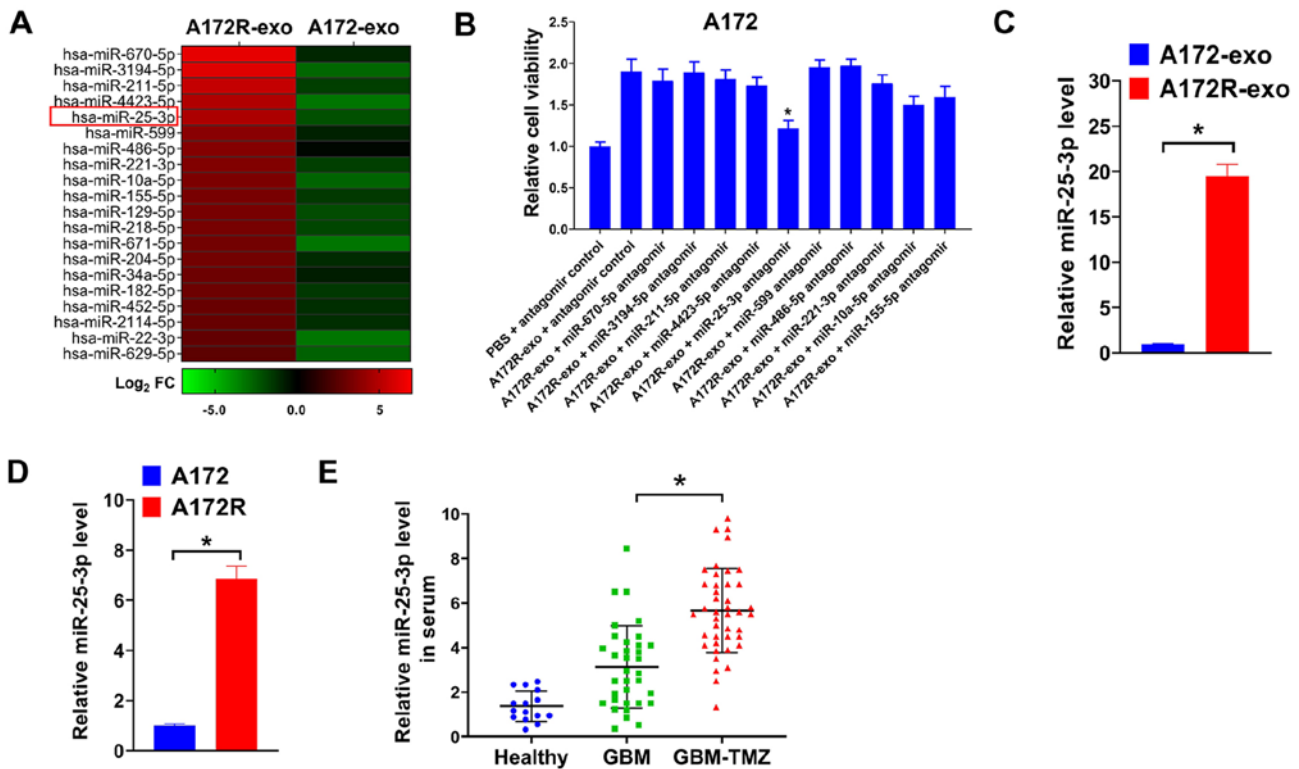 A
A172R-exo A172-exo
hsa-miR-670-5p
hsa-miR-3194-5p
hsa-miR-211-5p
hsa-miR-4423-5p
hsa-miR-25-3p
hsa-miR-599
hsa-miR-486-5p
hsa-miR-221-3p
hsa-miR-10a-5p
hsa-miR-155-5p
hsa-miR-129-5p
hsa-miR-218-5p
hsa-miR-671-5p
hsa-miR-204-5p
hsa-miR-34a-5p
hsa-miR-182-5p
hsa-miR-452-5p
hsa-miR-2114-5p
hsa-miR-22-3p
hsa-miR-629-5p
Log2 FC
-5.0 0.0 5
B
A172
Relative cell viability
2.5
2.0
1.5
1.0
0.5
0.0
*
PBS + antagomir control
A172R-exo + antagomir control
A172R-exo + miR-670-5p antagomir
A172R-exo + miR-3194-5p antagomir
A172R-exo + miR-211-5p antagomir
A172R-exo + miR-4423-5p antagomir
A172R-exo + miR-25-3p antagomir
A172R-exo + miR-599 antagomir
A172R-exo + miR-486-5p antagomir
A172R-exo + miR-221-3p antagomir
A172R-exo + miR-10a-5p antagomir
A172R-exo + miR-155-5p antagomir
C
A172-exo
A172R-exo
Relative miR-25-3p level
30
25
20
15
10
5
0
*
D
A172
A172R
Relative miR-25-3p level
10
8
6
4
2
0
*
E
Relative miR-25-3p level
in serum
10
8
6
4
2
0
*
Healthy GBM GBM-TMZ